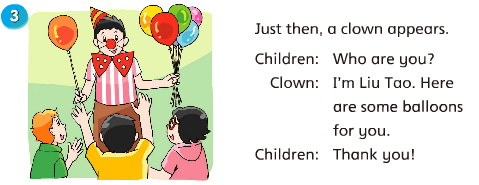 3
Just then, a clown appears.
Children: Who are you?
Clown: I'm Liu Tao. Here
are some balloons
for you.
Children: Thank you!